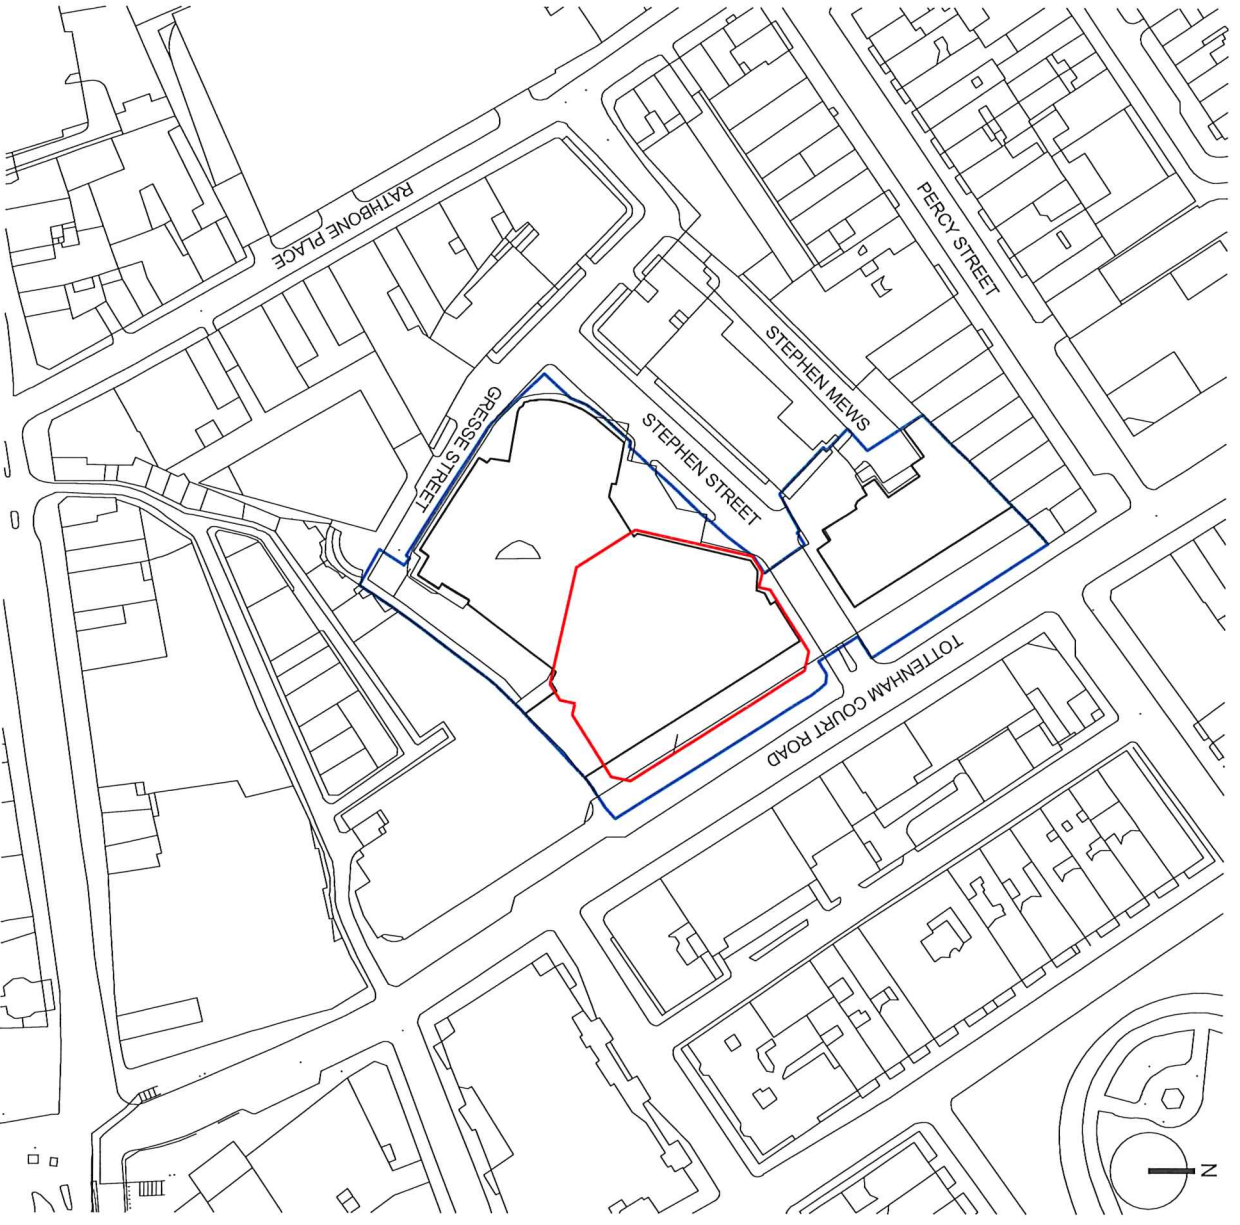 RATHBONE PLACE
PERCY STREET
STEPHEN MEWS
GRESSE STREET
STEPHEN STREET
TOTTENHAM COURT ROAD
N